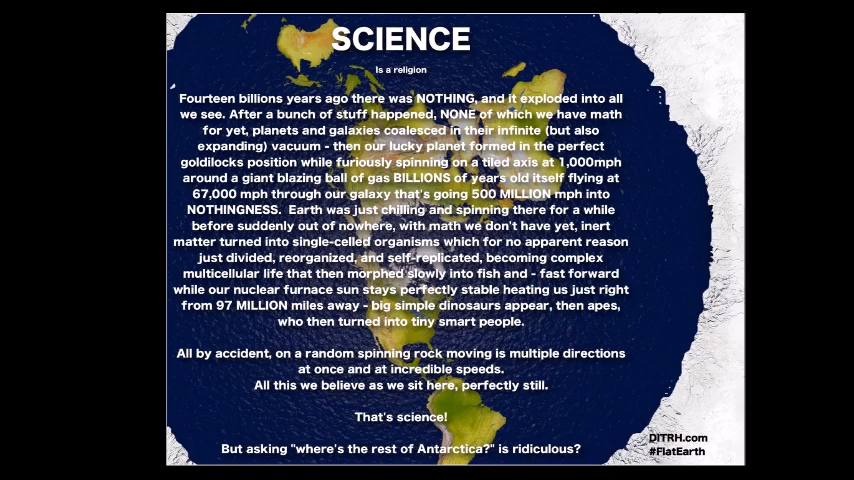 SCIENCE
Is a religion
Fourteen billions years ago there was NOTHING, and it exploded into all
we see. After a bunch of stuff happened, NONE of which we have math
for yet, planets and galaxies coalesced in their infinite (but also
expanding) vacuum - then our lucky planet formed in the perfect
goldilocks position while furiously spinning on a tiled axis at 1,000mph
around a giant blazing ball of gas BILLIONS of years old itself flying at
67,000 mph through our galaxy that's going 500 MILLION mph into
NOTHINGNESS. Earth was just chilling and spinning there for a while
before suddenly out of nowhere, with math we don't have yet, inert
matter turned into single-celled organisms which for no apparent reason
just divided, reorganized, and self-replicated, becoming complex
multicellular life that then morphed slowly into fish and - fast forward
while our nuclear furnace sun stays perfectly stable heating us just right
from 97 MILLION miles away - big simple dinosaurs appear, then apes,
who then turned into tiny smart people.
All by accident, on a random spinning rock moving is multiple directions
at once and at incredible speeds.
All this we believe as we sit here, perfectly still.
That's science!
But asking "where's the rest of Antarctica?" is ridiculous?
DITRH.com
#FlatEarth